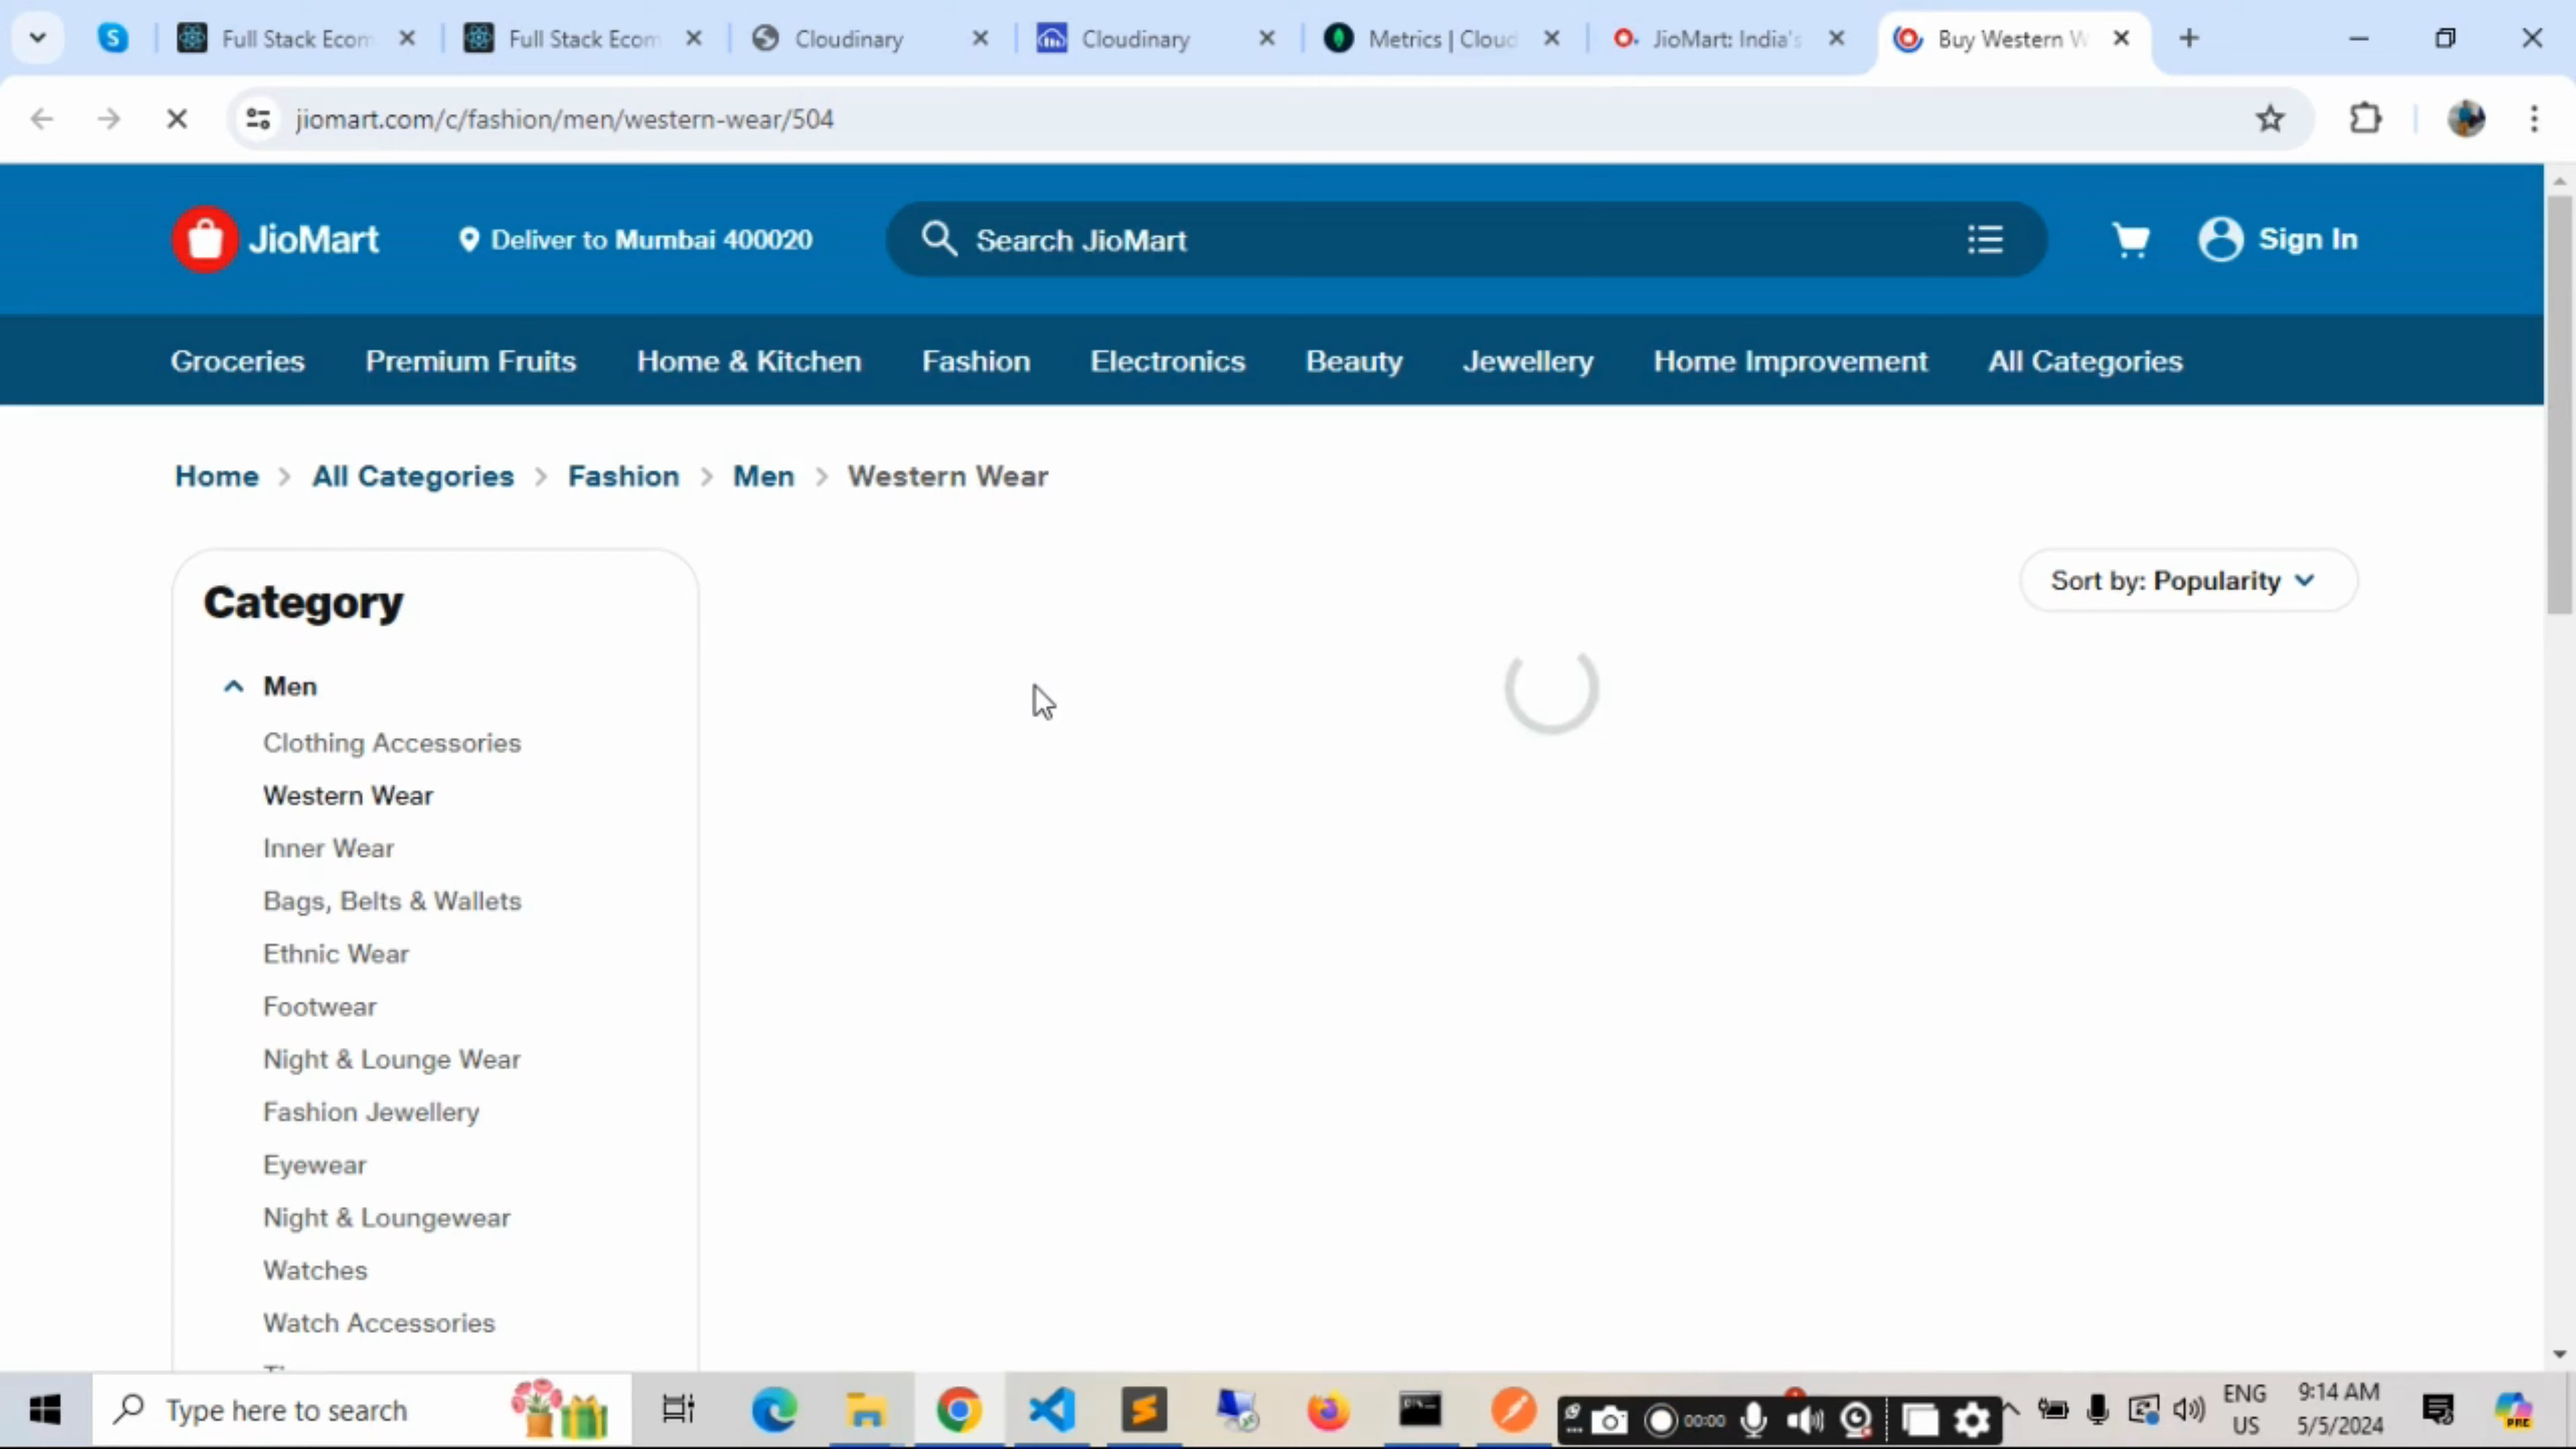 Full Stack Ecom
Full Stack Ecom
Cloudinary
Cloudinary
Metrics | Cloud
JioMart: India's
Buy Western W
jiomart.com/c/fashion/men/western-wear/504
JioMart
Deliver to Mumbai 400020
Search JioMart
Sign In
Groceries
Premium Fruits
Home & Kitchen
Fashion
Electronics
Beauty
Jewellery
Home Improvement
All Categories
Home > All Categories > Fashion > Men > Western Wear
Category
Sort by: Popularity
Men
Clothing Accessories
Western Wear
Inner Wear
Bags, Belts & Wallets
Ethnic Wear
Footwear
Night & Lounge Wear
Fashion Jewellery
Eyewear
Night & Loungewear
Watches
Watch Accessories
Type here to search
00:00
ENG
US
9:14 AM
5/5/2024
PRE